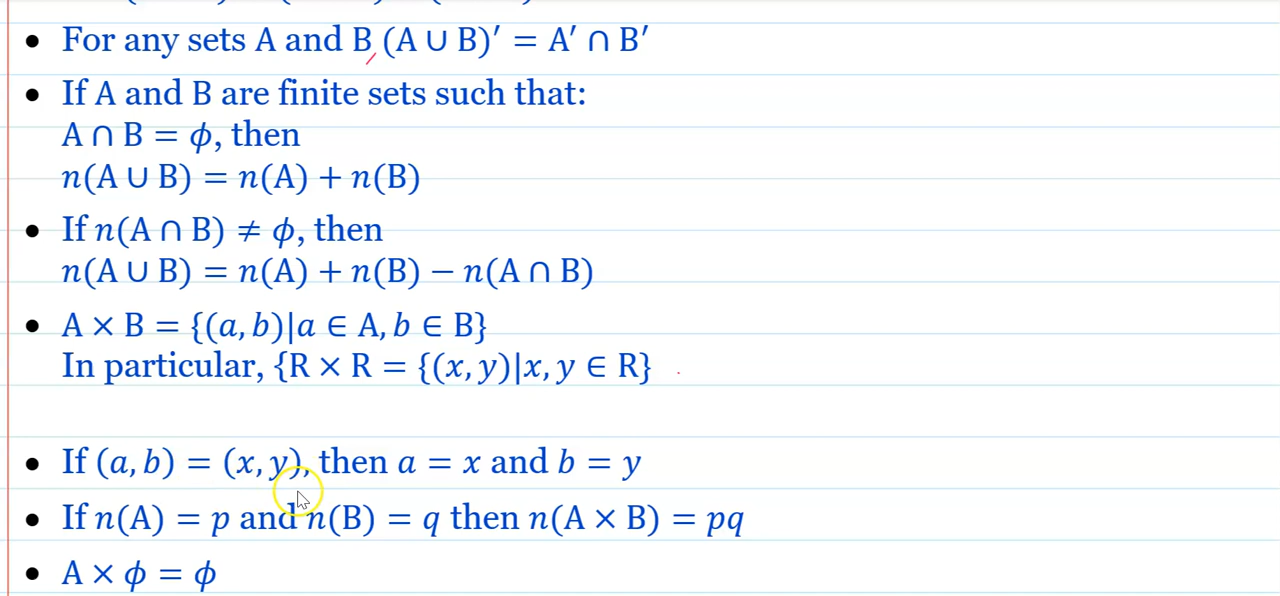 • For any sets A and B (A ∪ B)′ = A′ ∩ B′
• If A and B are finite sets such that:
A ∩ B = ϕ, then
n(A ∪ B) = n(A) + n(B)
• If n(A ∩ B) ≠ ϕ, then
n(A ∪ B) = n(A) + n(B) − n(A ∩ B)
• A × B = {(a, b)|a ∈ A, b ∈ B}
In particular, {R × R = {(x, y)|x, y ∈ R}
• If (a, b) = (x, y), then a = x and b = y
• If n(A) = p and n(B) = q then n(A × B) = pq
• A × ϕ = ϕ